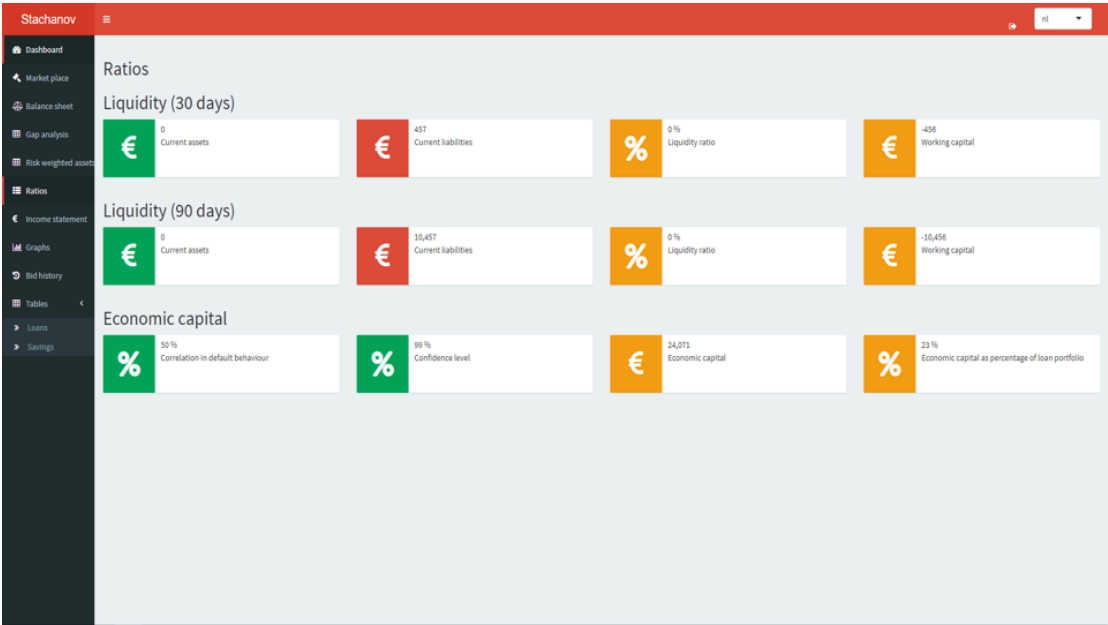 Stachanov
nl
Dashboard
Market place
Balance sheet
Gap analysis
Risk weighted assets
Ratios
Income statement
Graphs
Bid history
Tables
Loans
Savings
Ratios
Liquidity (30 days)
€
0
Current assets
€
457
Current liabilities
%
0 %
Liquidity ratio
€
-456
Working capital
Liquidity (90 days)
€
0
Current assets
€
10,457
Current liabilities
%
0 %
Liquidity ratio
€
-10,456
Working capital
Economic capital
%
50 %
Correlation in default behaviour
%
99 %
Confidence level
€
24,071
Economic capital
%
23 %
Economic capital as percentage of loan portfolio